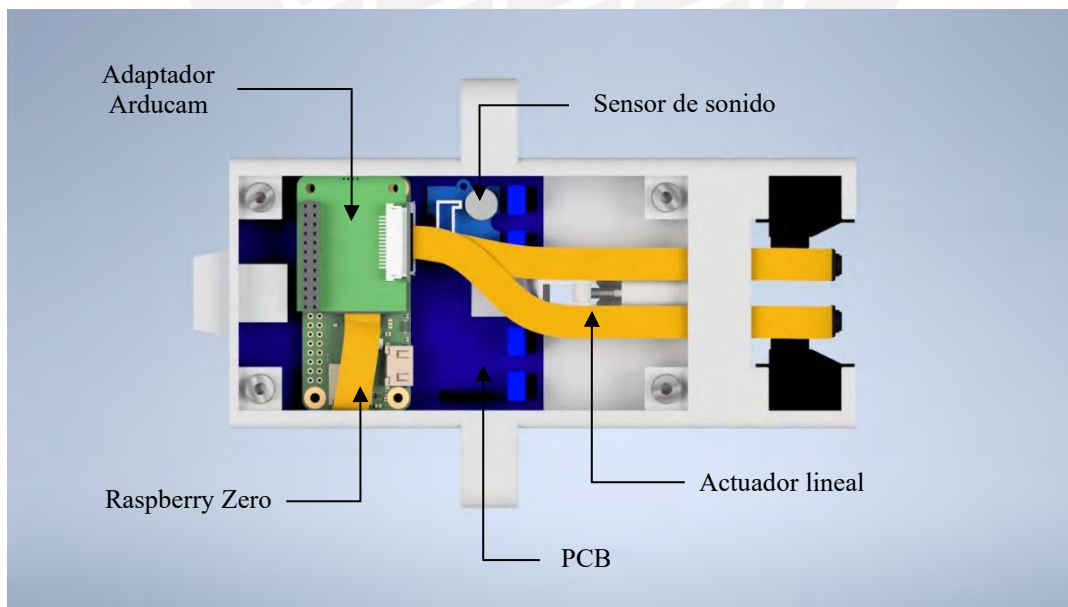 Adaptador
Arducam
Sensor de sonido
Actuador lineal
Raspberry Zero
PCB